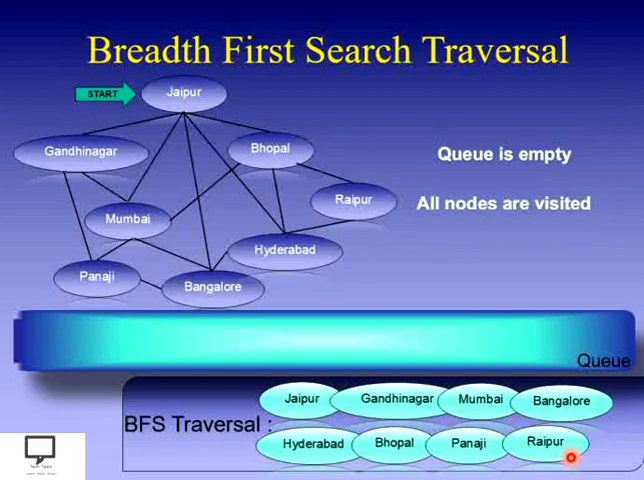 Breadth First Search Traversal
START
Jaipur
Gandhinagar
Bhopal
Queue is empty
Raipur
All nodes are visited
Mumbai
Hyderabad
Panaji
Bangalore
Queue
Jaipur Gandhinagar Mumbai Bangalore
BFS Traversal :
Hyderabad Bhopal Panaji Raipur